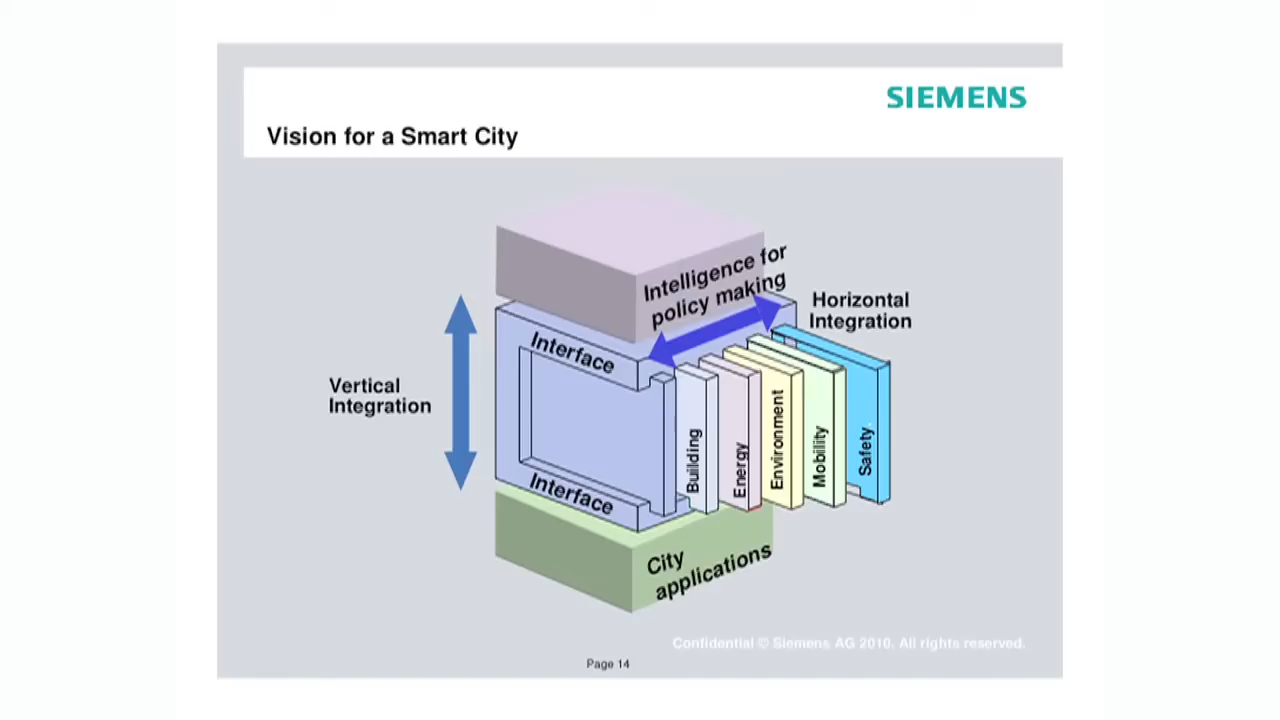 SIEMENS
Vision for a Smart City
Intelligence for
policy making
Horizontal
Integration
Interface
Vertical
Integration
Building
Energy
Environment
Mobility
Safety
Interface
City
applications
Confidential © Siemens AG 2010. All rights reserved.
Page 14